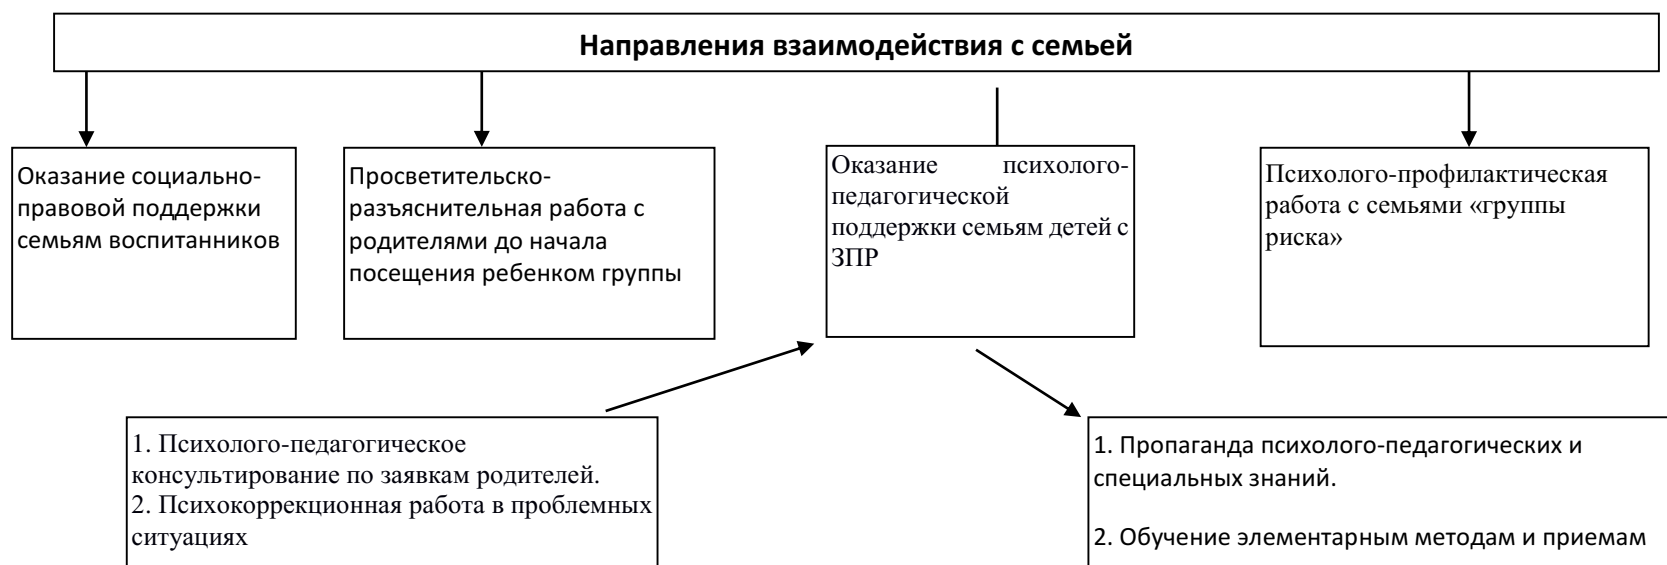 Направления взаимодействия с семьей
Оказание социально-
правовой поддержки
семьям воспитанников
Просветительско-
разъяснительная работа с
родителями до начала
посещения ребенком группы
Оказание психолого-
педагогической
поддержки семьям детей с
ЗПР
Психолого-профилактическая
работа с семьями «группы
риска»
1. Психолого-педагогическое
консультирование по заявкам родителей.
2. Психокоррекционная работа в проблемных
ситуациях
1. Пропаганда психолого-педагогических и
специальных знаний.
2. Обучение элементарным методам и приемам